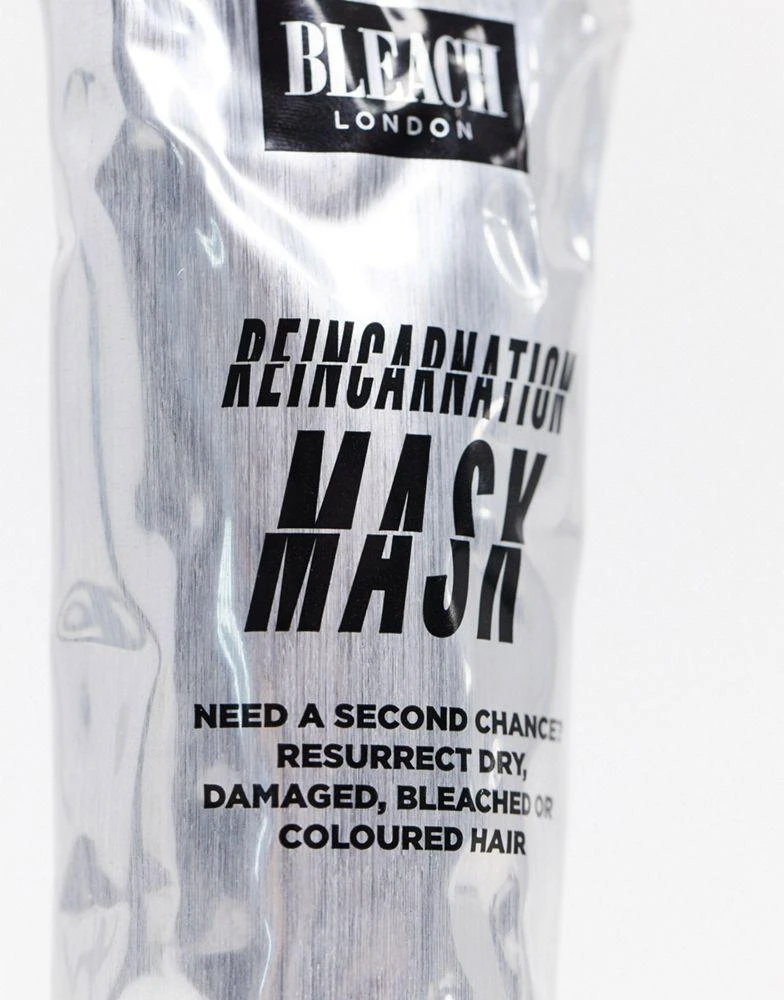 BLEACH
LONDON
REINCARNATION
MASK
NEED A SECOND CHANCE?
RESURRECT DRY,
DAMAGED, BLEACHED OR
COLOURED HAIR